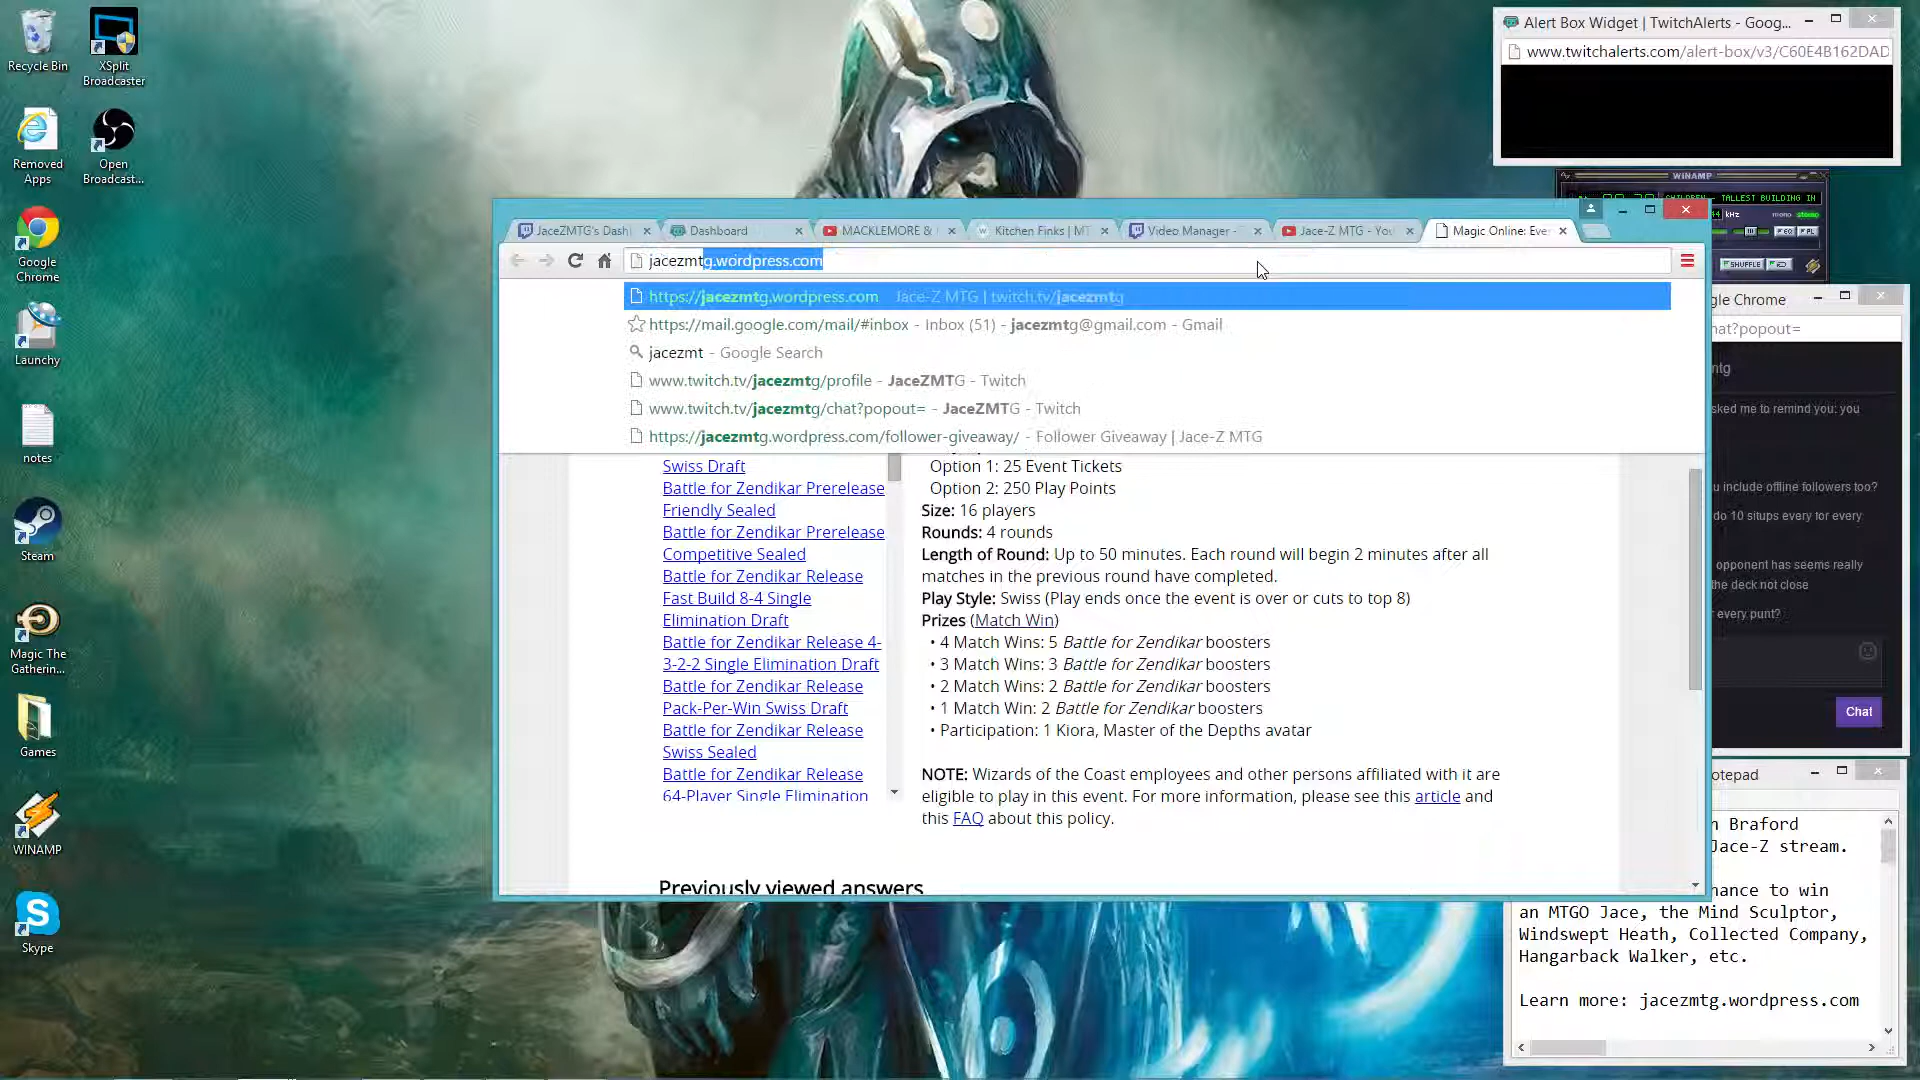 Recycle Bin
XSplit
Broadcaster
Removed
Apps
Open
Broadcast...
Google
Chrome
Launchy
notes
Steam
Magic The
Gatherin...
Games
WINAMP
Skype
Alert Box Widget | TwitchAlerts - Goog...
www.twitchalerts.com/alert-box/v3/C60E4B162DAD
WINAMP
CHILDREN - TALLEST BUILDING IN
kHz mono stereo
EQ PL
SHUFFLE
JaceZMTG's Dash
Dashboard
MACKLEMORE &
Kitchen Finks | MT
Video Manager -
Jace-Z MTG - You
Magic Online: Eve
jacezmtg.wordpress.com
https://jacezmtg.wordpress.com Jace-Z MTG | twitch.tv/jacezmtg
https://mail.google.com/mail/#inbox - Inbox (51) - jacezmtg@gmail.com - Gmail
jacezmt - Google Search
www.twitch.tv/jacezmtg/profile - JaceZMTG - Twitch
www.twitch.tv/jacezmtg/chat?popout= - JaceZMTG - Twitch
https://jacezmtg.wordpress.com/follower-giveaway/ - Follower Giveaway | Jace-Z MTG
Swiss Draft
Battle for Zendikar Prerelease
Friendly Sealed
Battle for Zendikar Prerelease
Competitive Sealed
Battle for Zendikar Release
Fast Build 8-4 Single
Elimination Draft
Battle for Zendikar Release 4-
3-2-2 Single Elimination Draft
Battle for Zendikar Release
Pack-Per-Win Swiss Draft
Battle for Zendikar Release
Swiss Sealed
Battle for Zendikar Release
64-Player Single Elimination
Option 1: 25 Event Tickets
Option 2: 250 Play Points
Size: 16 players
Rounds: 4 rounds
Length of Round: Up to 50 minutes. Each round will begin 2 minutes after all
matches in the previous round have completed.
Play Style: Swiss (Play ends once the event is over or cuts to top 8)
Prizes (Match Win)
• 4 Match Wins: 5 Battle for Zendikar boosters
• 3 Match Wins: 3 Battle for Zendikar boosters
• 2 Match Wins: 2 Battle for Zendikar boosters
• 1 Match Win: 2 Battle for Zendikar boosters
• Participation: 1 Kiora, Master of the Depths avatar
NOTE: Wizards of the Coast employees and other persons affiliated with it are
eligible to play in this event. For more information, please see this article and
this FAQ about this policy.
Previously viewed answers
gle Chrome
hat?popout=
mtg
sked me to remind you: you
u include offline followers too?
do 10 situps every for every
opponent has seems really
the deck not close
every punt?
Chat
otepad
n Braford
Jace-Z stream.
hance to win
an MTGO Jace, the Mind Sculptor,
Windswept Heath, Collected Company,
Hangarback Walker, etc.
Learn more: jacezmtg.wordpress.com